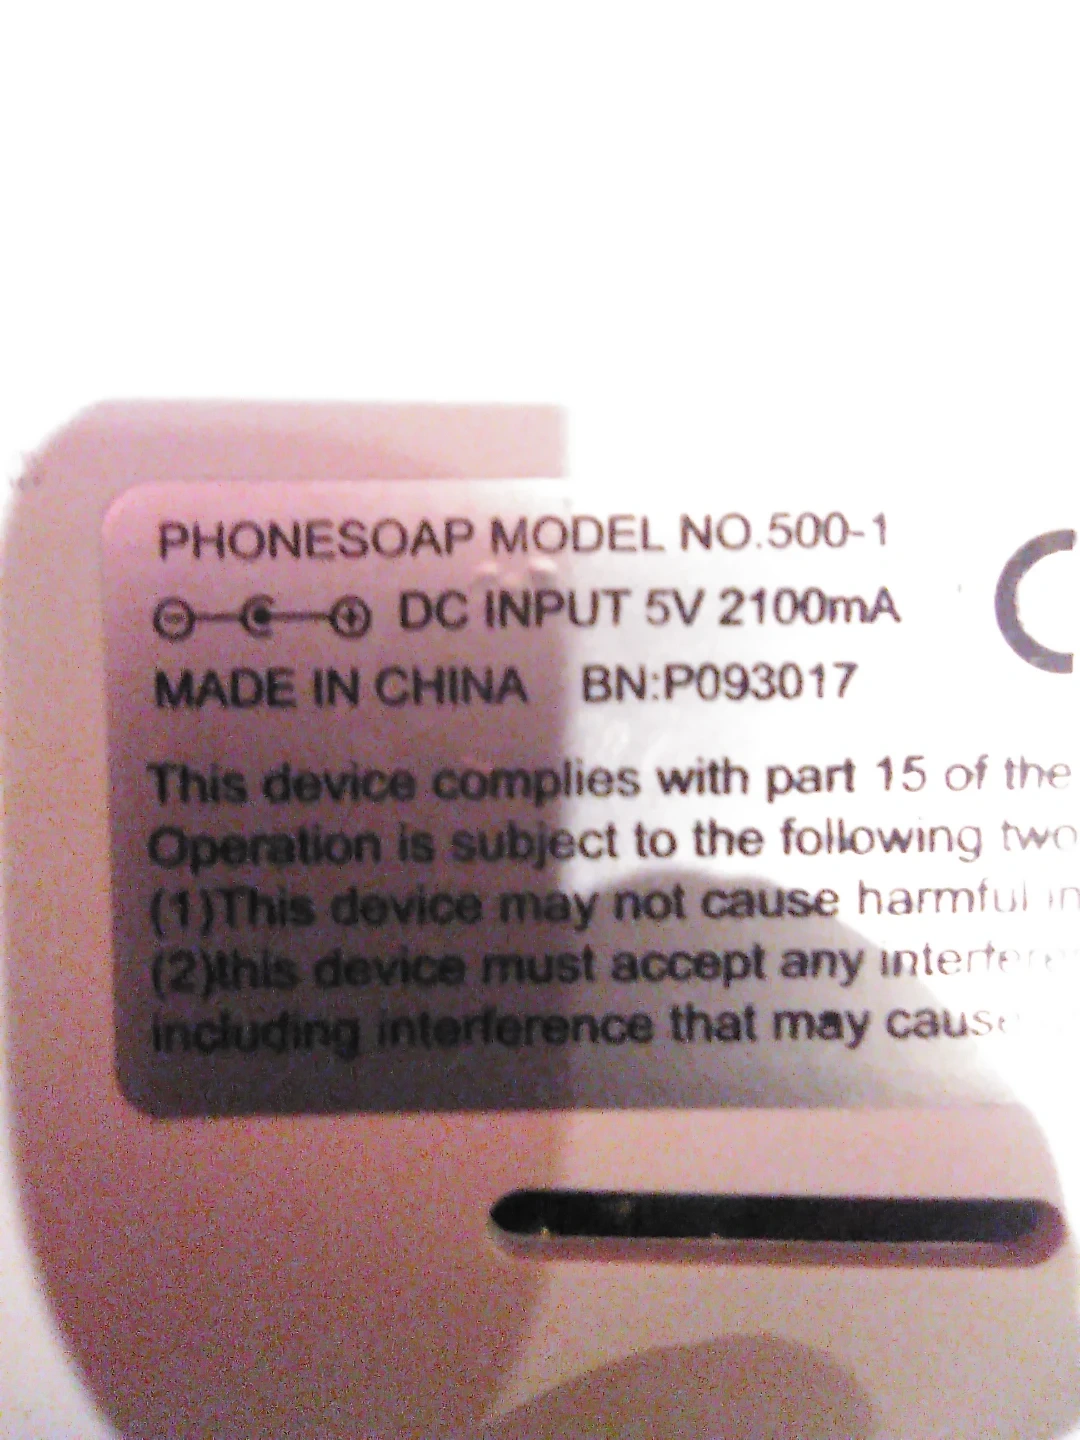 PHONESOAP MODEL NO.500-1
DC INPUT 5V 2100mA
MADE IN CHINA BN:P093017
This device complies with part 15 of the
Operation is subject to the following two
(1)This device may not cause harmful
(2)this device must accept any
including interference that may cause